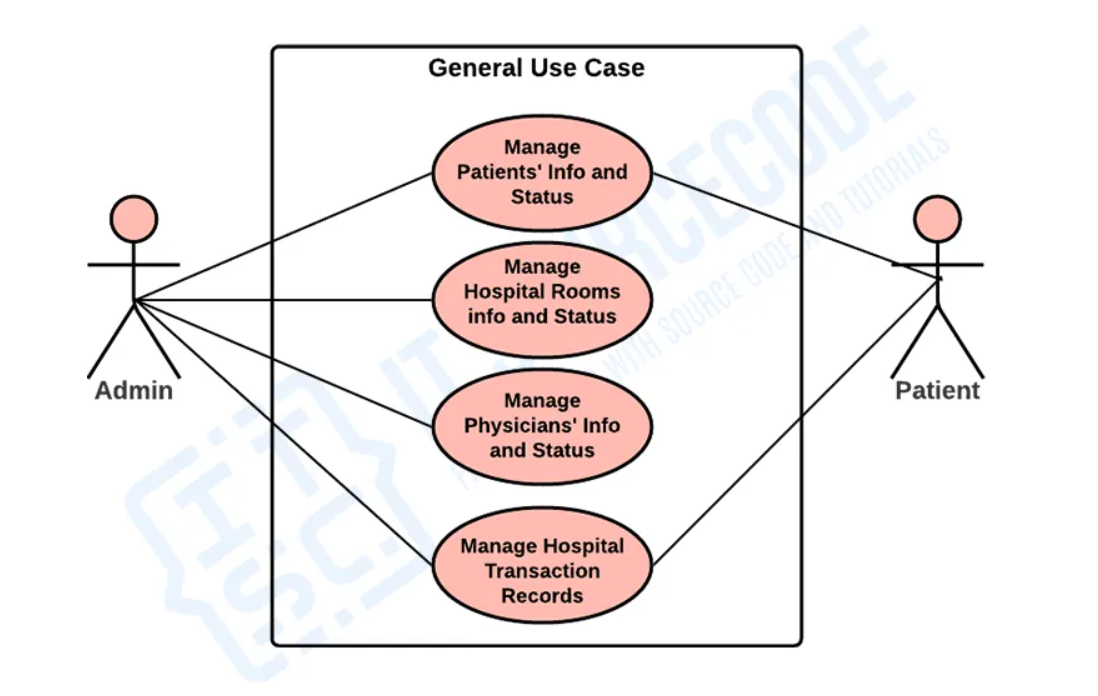 General Use Case
Manage
Patients' Info and
Status
Manage
Hospital Rooms
info and Status
Manage
Physicians' Info
and Status
Manage Hospital
Transaction
Records
Admin
Patient